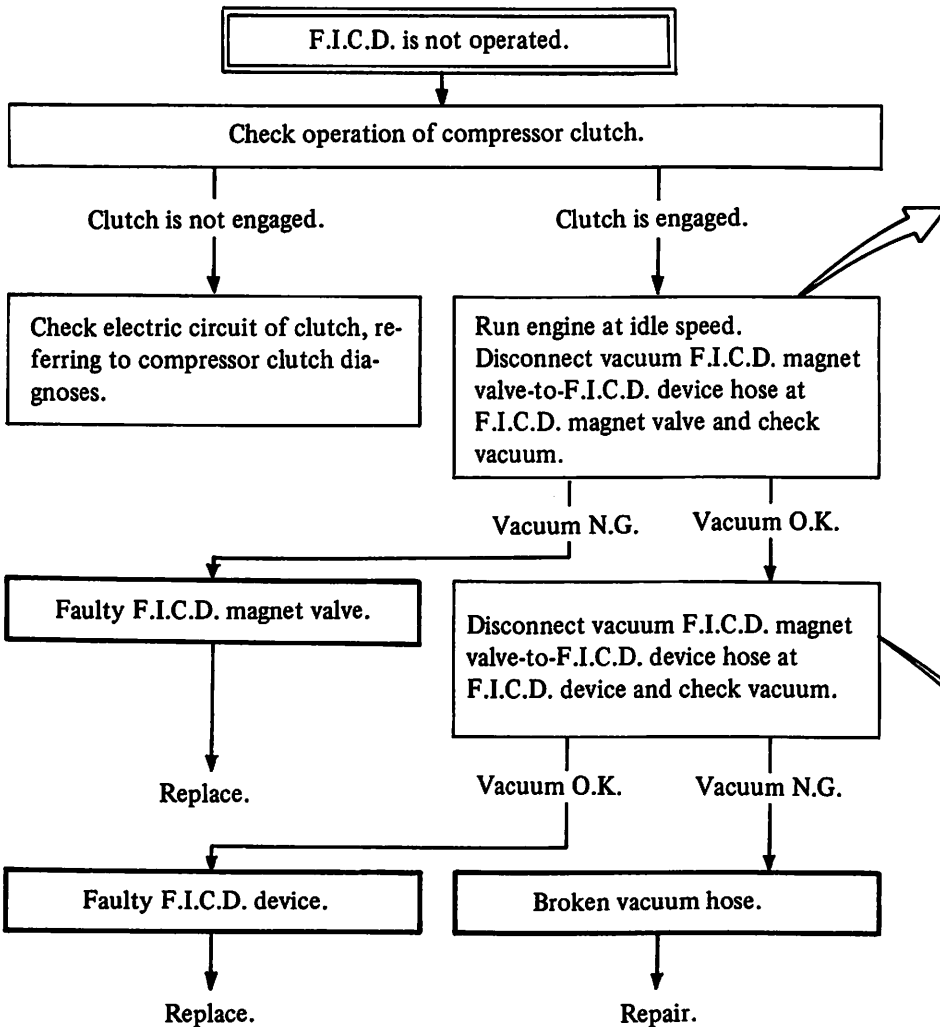 F.I.C.D. is not operated.
Check operation of compressor clutch.
Clutch is not engaged.
Clutch is engaged.
Check electric circuit of clutch, re-
ferring to compressor clutch dia-
gnoses.
Run engine at idle speed.
Disconnect vacuum F.I.C.D. magnet
valve-to-F.I.C.D. device hose at
F.I.C.D. magnet valve and check
vacuum.
Vacuum N.G.
Vacuum O.K.
Faulty F.I.C.D. magnet valve.
Disconnect vacuum F.I.C.D. magnet
valve-to-F.I.C.D. device hose at
F.I.C.D. device and check vacuum.
Replace.
Vacuum O.K.
Vacuum N.G.
Faulty F.I.C.D. device.
Broken vacuum hose.
Replace.
Repair.